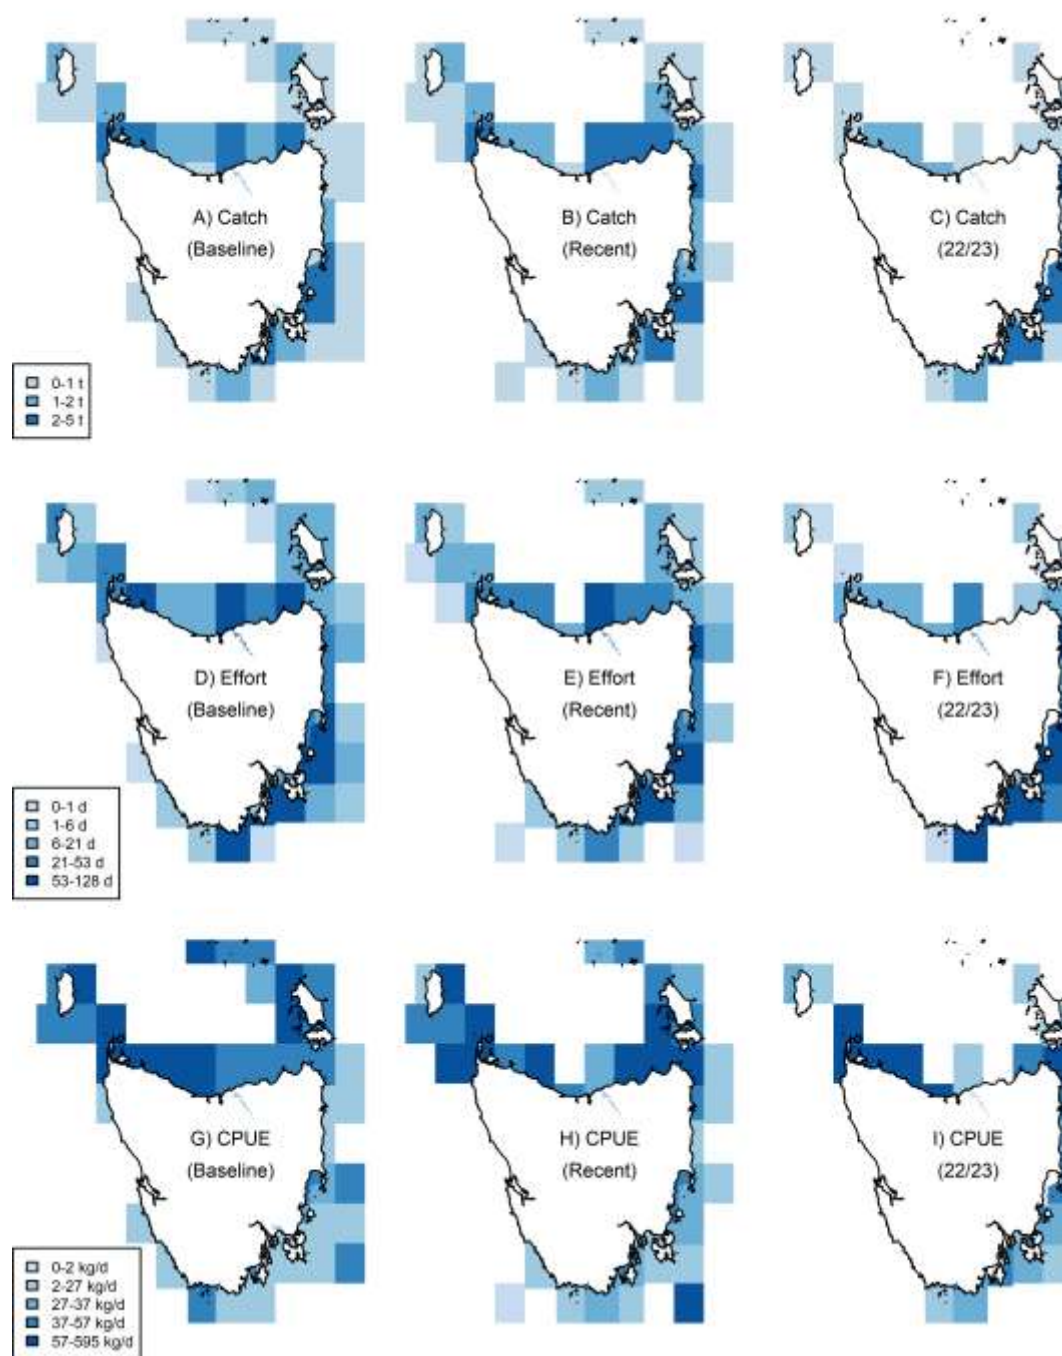 A) Catch
(Baseline)
B) Catch
(Recent)
C) Catch
(22/23)
0-1 t
1-2 t
2-5 t
D) Effort
(Baseline)
E) Effort
(Recent)
F) Effort
(22/23)
0-1 d
1-6 d
6-21 d
21-53 d
53-128 d
G) CPUE
(Baseline)
H) CPUE
(Recent)
I) CPUE
(22/23)
0-2 kg/d
2-27 kg/d
27-37 kg/d
37-57 kg/d
57-595 kg/d